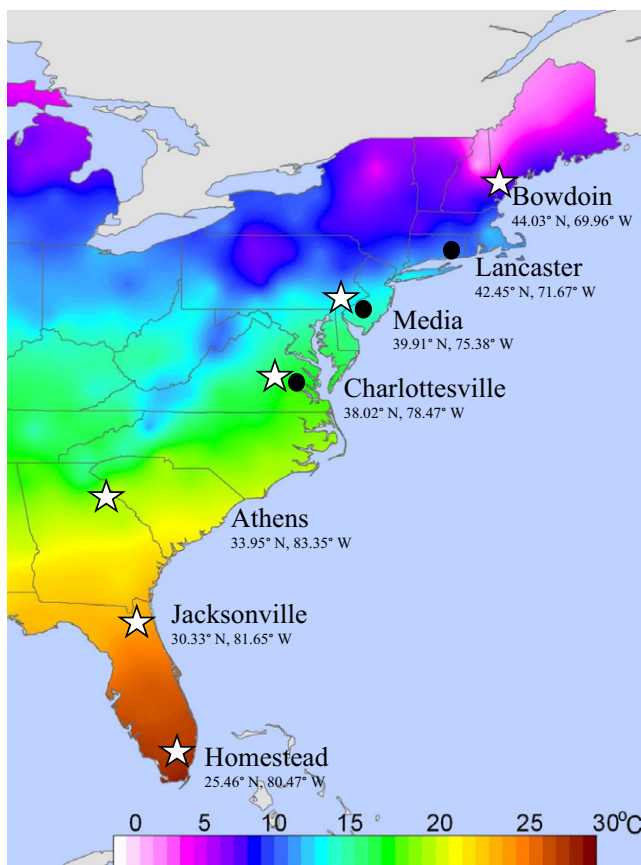 Bowdoin
44.03° N, 69.96° W
Lancaster
42.45° N, 71.67° W
Media
39.91° N, 75.38° W
Charlottesville
38.02° N, 78.47° W
Athens
33.95° N, 83.35° W
Jacksonville
30.33° N, 81.65° W
Homestead
25.46° N, 80.47° W
0 5 10 15 20 25 30°C